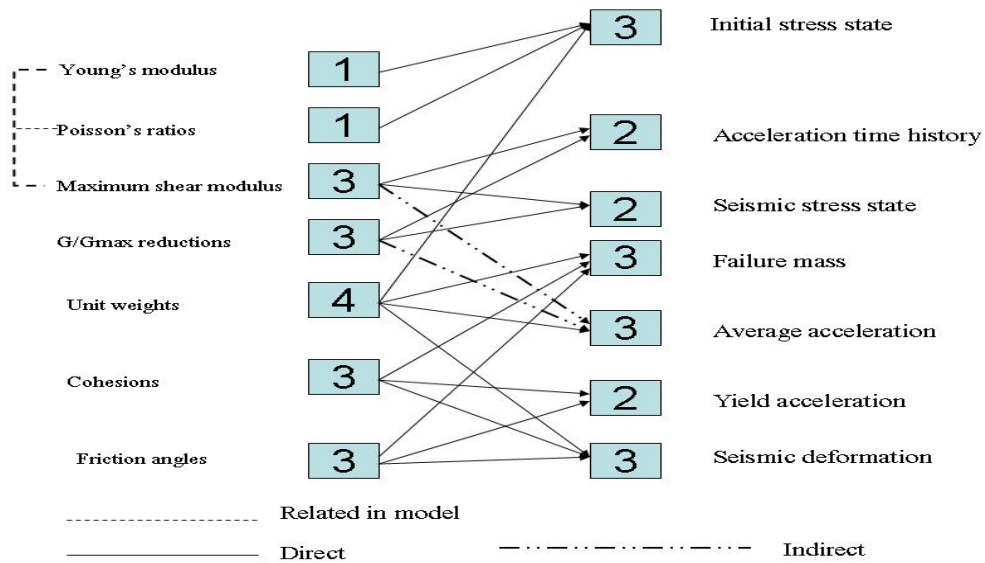 3 Initial stress state
Young's modulus 1
Poisson's ratios 1
2 Acceleration time history
Maximum shear modulus 3
2 Seismic stress state
G/Gmax reductions 3
3 Failure mass
Unit weights 4
3 Average acceleration
Cohesions 3
2 Yield acceleration
Friction angles 3
3 Seismic deformation
Related in model
Direct
Indirect